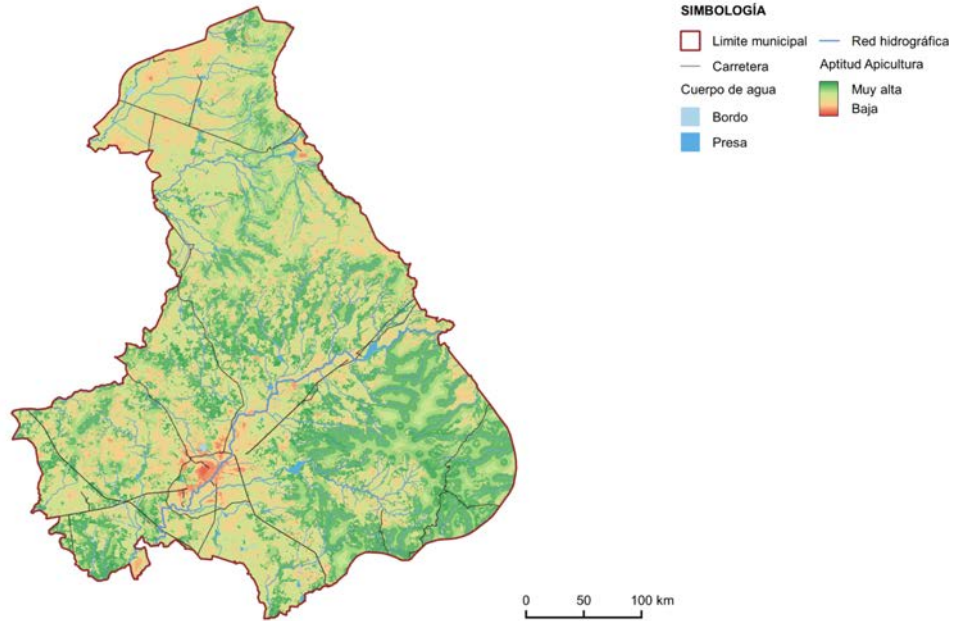 SIMBOLOGÍA
Limite municipal
Red hidrográfica
Carretera
Aptitud Apicultura
Cuerpo de agua
Muy alta
Bordo
Baja
Presa
0 50 100 km